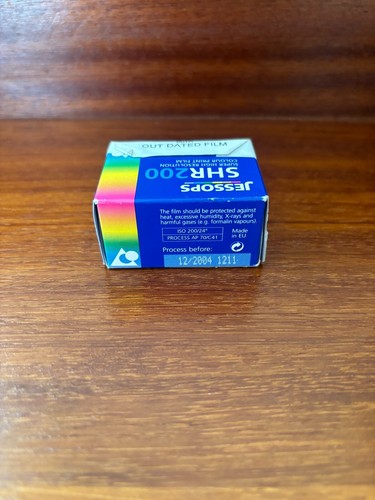 OUT DATED FILM
JESSOPS
SHR200
SUPER HIGH RESOLUTION
COLOUR PRINT FILM
The film should be protected against
heat, excessive humidity, X-rays and
harmful gases (e.g. formalin vapours).
ISO 200/24°
PROCESS AP 70/C41
Made
in EU
Process before:
12/2004 1211